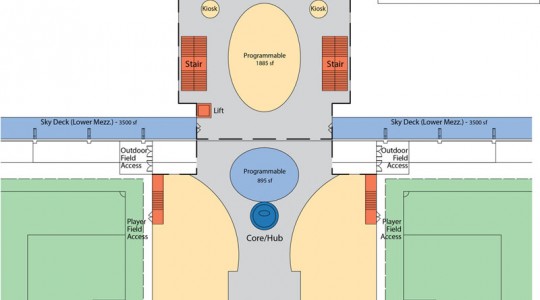 Kiosk
Kiosk
Programmable
1885 sf
Stair
Stair
Lift
Sky Deck (Lower Mezz.) - 3500 sf
Sky Deck (Lower Mezz.) - 3500 sf
Outdoor
Field
Access
Programmable
895 sf
Outdoor
Field
Access
Player
Field
Access
Core/Hub
Player
Field
Access